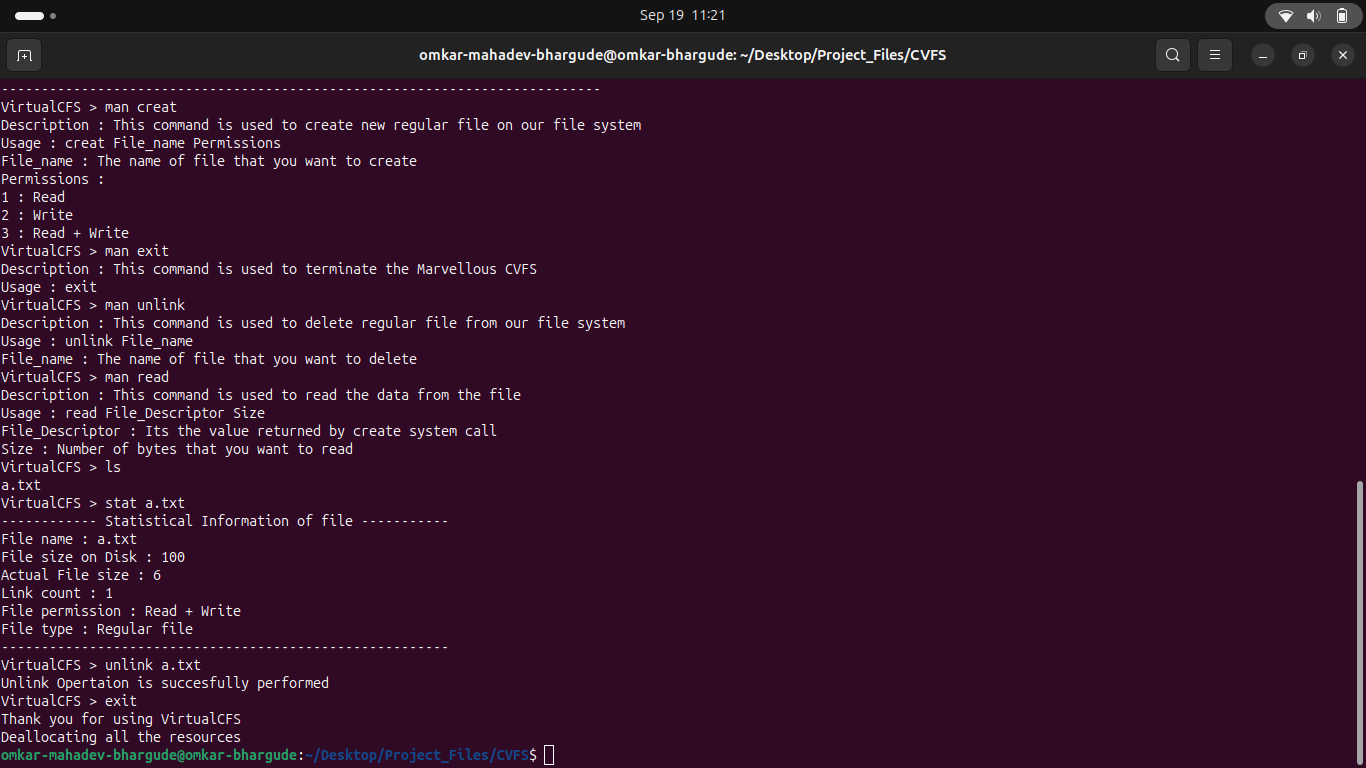 Sep 19 11:21
omkar-mahadev-bhargude@omkar-bhargude: ~/Desktop/Project_Files/CVFS
---------------------------------------------------------------------------
VirtualCFS > man creat
Description : This command is used to create new regular file on our file system
Usage : creat File_name Permissions
File_name : The name of file that you want to create
Permissions :
1 : Read
2 : Write
3 : Read + Write
VirtualCFS > man exit
Description : This command is used to terminate the Marvellous CVFS
Usage : exit
VirtualCFS > man unlink
Description : This command is used to delete regular file from our file system
Usage : unlink File_name
File_name : The name of file that you want to delete
VirtualCFS > man read
Description : This command is used to read the data from the file
Usage : read File_Descriptor Size
File_Descriptor : Its the value returned by create system call
Size : Number of bytes that you want to read
VirtualCFS > ls
a.txt
VirtualCFS > stat a.txt
------------ Statistical Information of file -----------
File name : a.txt
File size on Disk : 100
Actual File size : 6
Link count : 1
File permission : Read + Write
File type : Regular file
--------------------------------------------------------
VirtualCFS > unlink a.txt
Unlink Opertaion is succesfully performed
VirtualCFS > exit
Thank you for using VirtualCFS
Deallocating all the resources
omkar-mahadev-bhargude@omkar-bhargude:~/Desktop/Project_Files/CVFS$